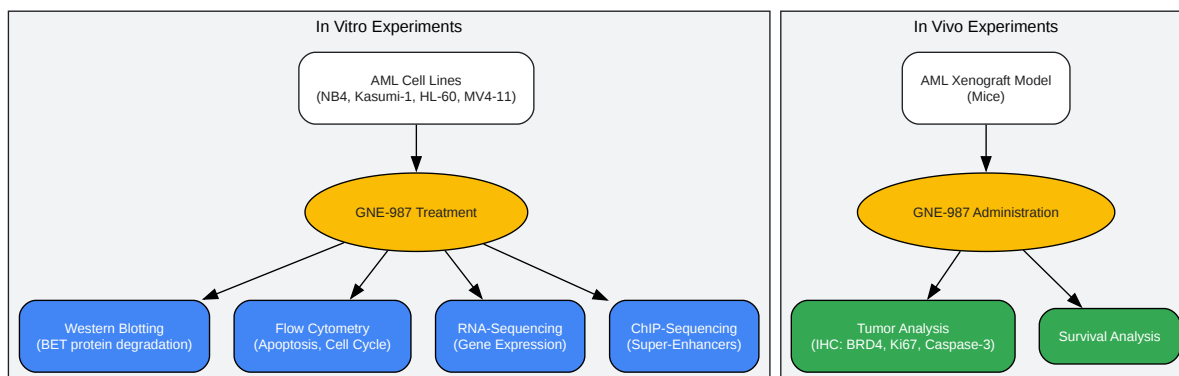 In Vitro Experiments
AML Cell Lines
(NB4, Kasumi-1, HL-60, MV4-11)
GNE-987 Treatment
Western Blotting
(BET protein degradation)
Flow Cytometry
(Apoptosis, Cell Cycle)
RNA-Sequencing
(Gene Expression)
ChIP-Sequencing
(Super-Enhancers)
In Vivo Experiments
AML Xenograft Model
(Mice)
GNE-987 Administration
Tumor Analysis
(IHC: BRD4, Ki67, Caspase-3)
Survival Analysis